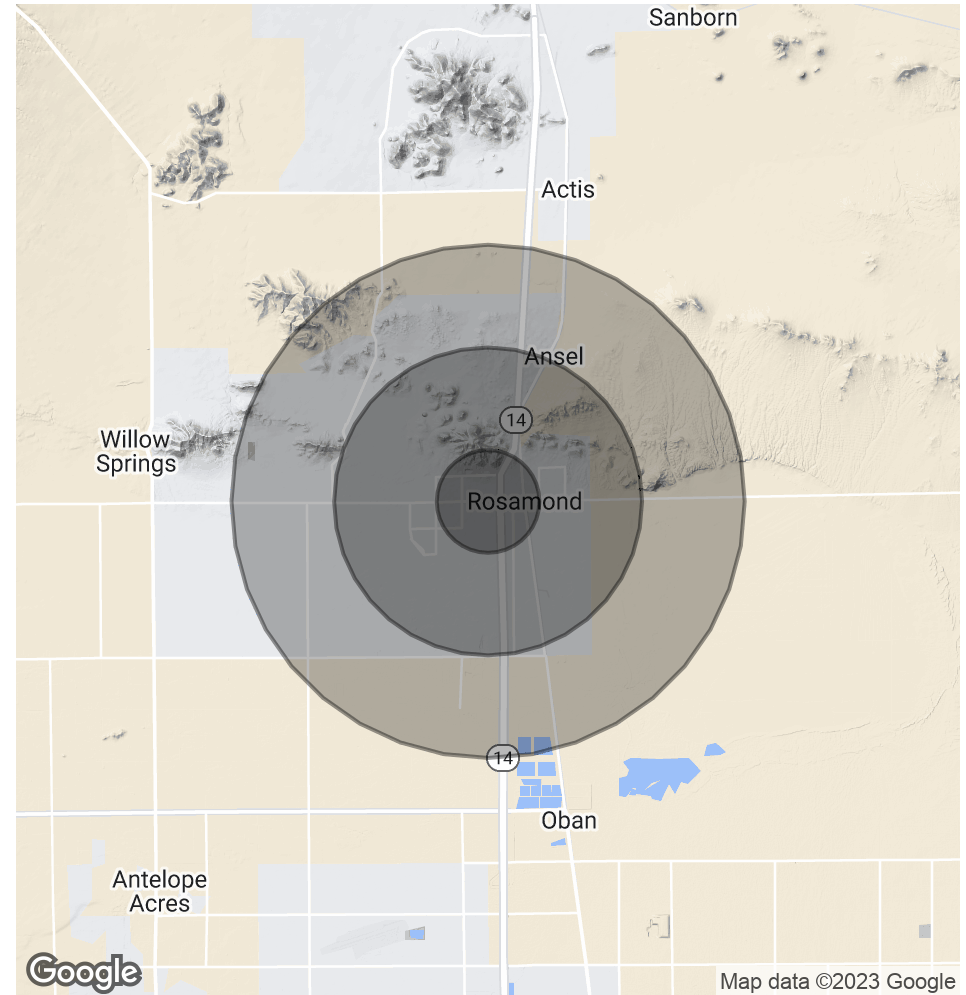 Sanborn
Actis
Ansel
14
Willow
Springs
Rosamond
14
Oban
Antelope
Acres
Google
Map data ©2023 Google